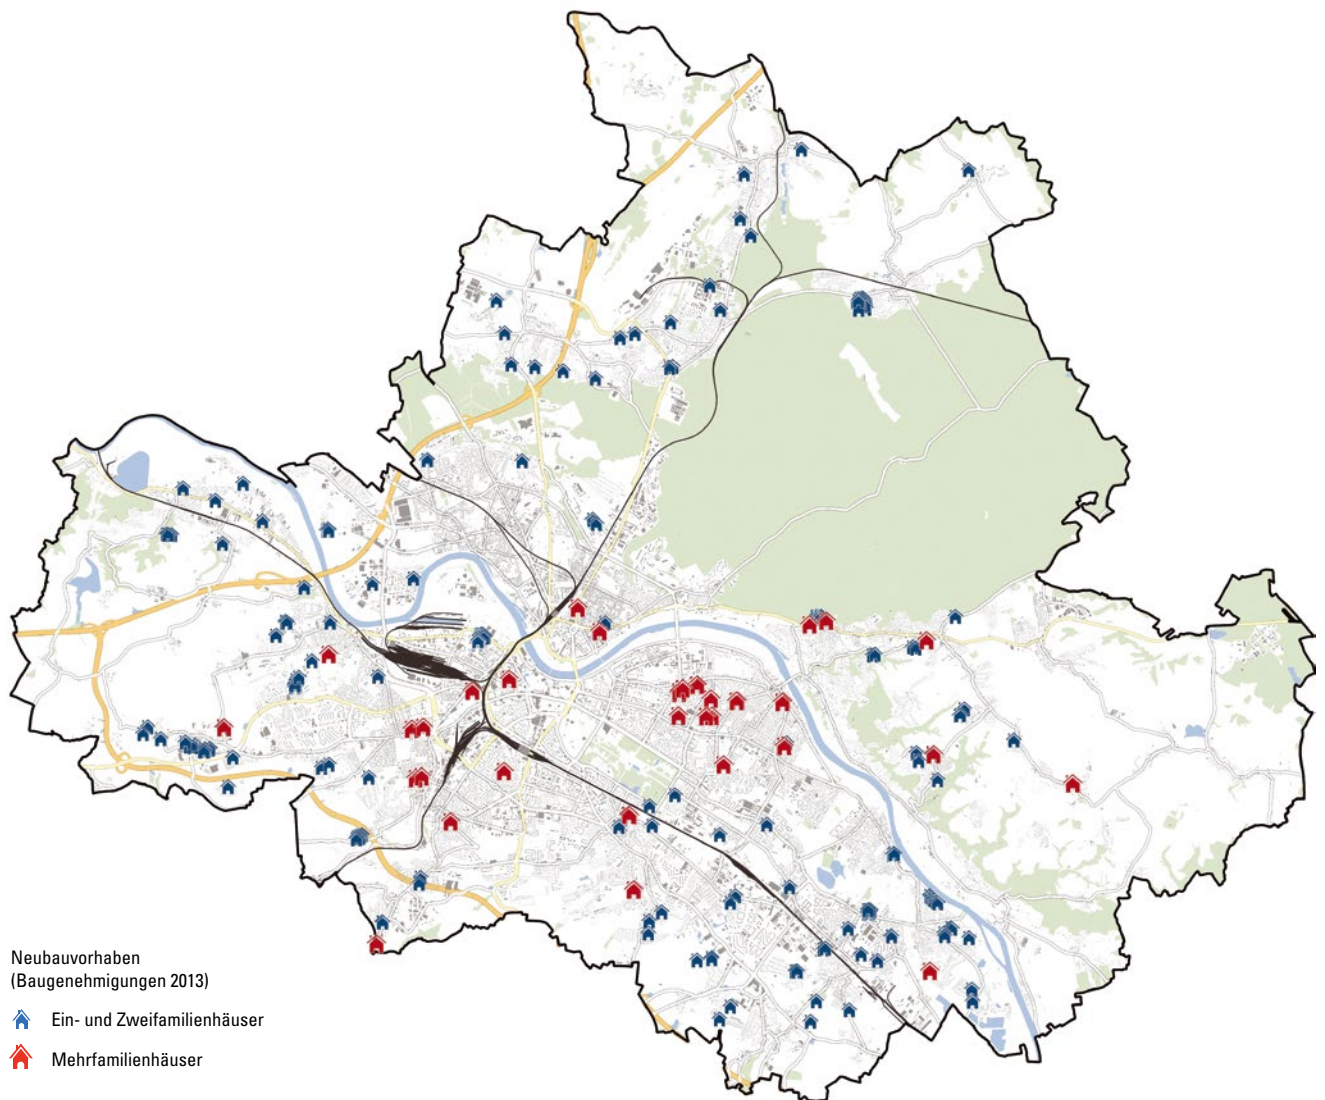 Neubauvorhaben
(Baugenehmigungen 2013)
Ein- und Zweifamilienhäuser
Mehrfamilienhäuser